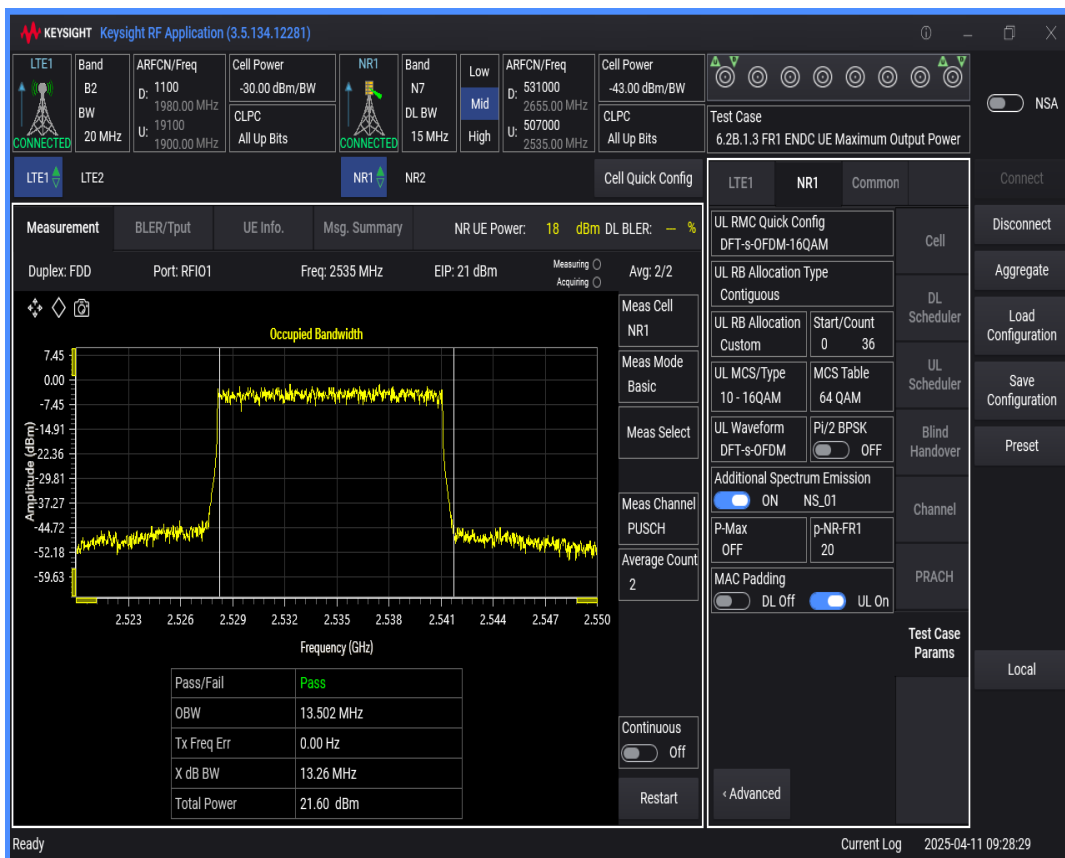 KEYSIGHT Keysight RF Application (3.5.134.12281)
LTE1
CONNECTED
Band
B2
BW
20 MHz
ARFCN/Freq
D: 1100
1980.00 MHz
U: 19100
1900.00 MHz
Cell Power
-30.00 dBm/BW
CLPC
All Up Bits
NR1
CONNECTED
Band
N7
DL BW
15 MHz
Low
Mid
High
ARFCN/Freq
D: 531000
2655.00 MHz
U: 507000
2535.00 MHz
Cell Power
-43.00 dBm/BW
CLPC
All Up Bits
Test Case
6.2B.1.3 FR1 ENDC UE Maximum Output Power
NSA
LTE1 LTE2
NR1 NR2
Cell Quick Config
Measurement BLER/Tput UE Info. Msg. Summary NR UE Power: 18 dBm DL BLER: — %
Duplex: FDD Port: RFIO1 Freq: 2535 MHz EIP: 21 dBm Measuring Avg: 2/2
Acquiring
Occupied Bandwidth
Amplitude (dBm)
7.45
0.00
-7.45
-14.91
-22.36
-29.81
-37.27
-44.72
-52.18
-59.63
2.523 2.526 2.529 2.532 2.535 2.538 2.541 2.544 2.547 2.550
Frequency (GHz)
Pass/Fail Pass
OBW 13.502 MHz
Tx Freq Err 0.00 Hz
X dB BW 13.26 MHz
Total Power 21.60 dBm
Meas Cell
NR1
Meas Mode
Basic
Meas Select
Meas Channel
PUSCH
Average Count
2
Continuous
Off
Restart
LTE1 NR1 Common
UL RMC Quick Config
DFT-s-OFDM-16QAM
UL RB Allocation Type
Contiguous
UL RB Allocation
Custom
Start/Count
0 36
UL MCS/Type
10 - 16QAM
MCS Table
64 QAM
UL Waveform
DFT-s-OFDM
Pi/2 BPSK
OFF
Additional Spectrum Emission
ON NS_01
P-Max
OFF
p-NR-FR1
20
MAC Padding
DL Off UL On
‹ Advanced
Cell
DL
Scheduler
UL
Scheduler
Blind
Handover
Channel
PRACH
Test Case
Params
Connect
Disconnect
Aggregate
Load
Configuration
Save
Configuration
Preset
Local
Ready
Current Log 2025-04-11 09:28:29